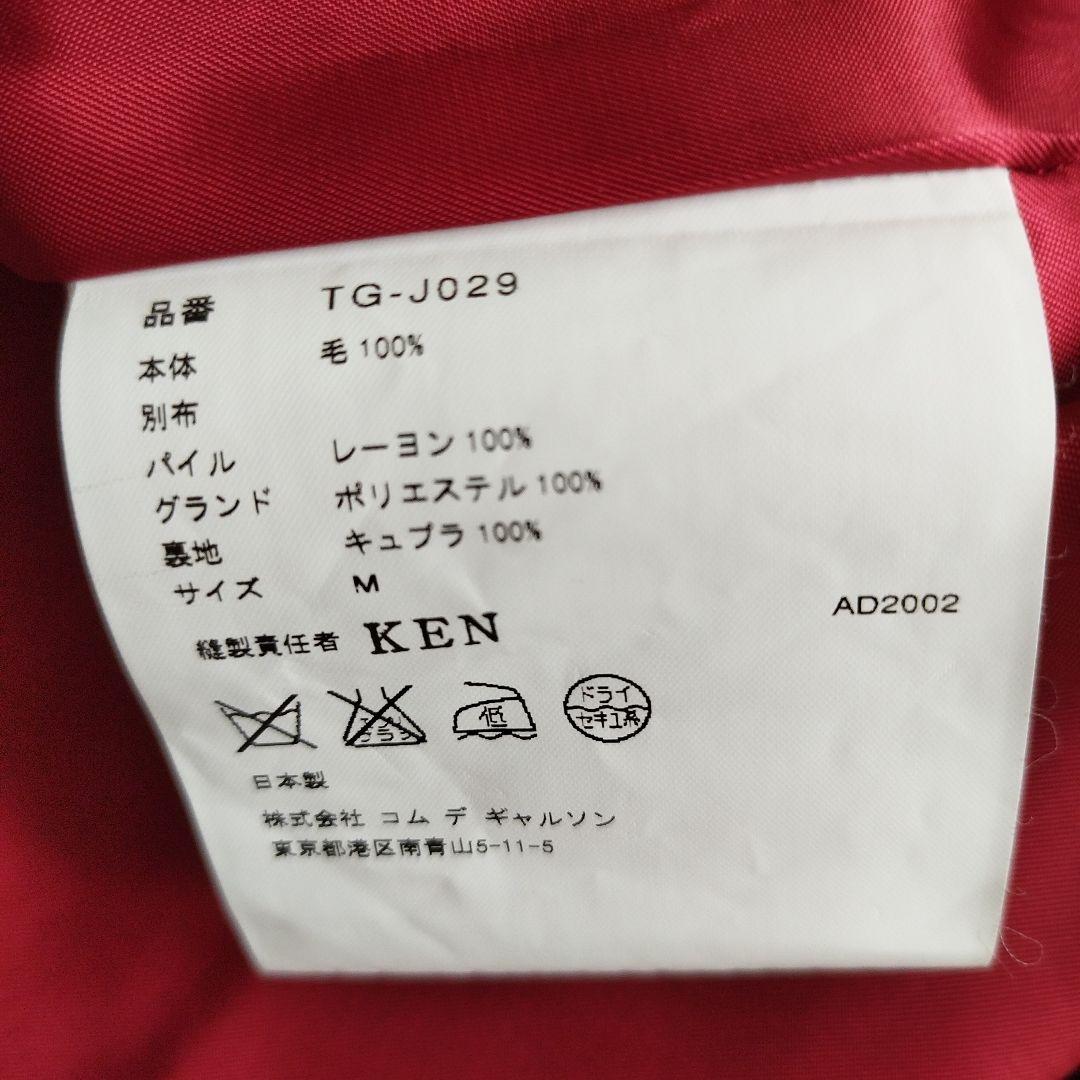 品番 TG-J029
本体 毛 100%
別布
パイル レーヨン 100%
グランド ポリエステル 100%
裏地 キュプラ 100%
サイズ M
AD2002
縫製責任者 KEN
低
ドライ
セキユ系
日本製
株式会社 コム デ ギャルソン
東京都港区南青山5-11-5